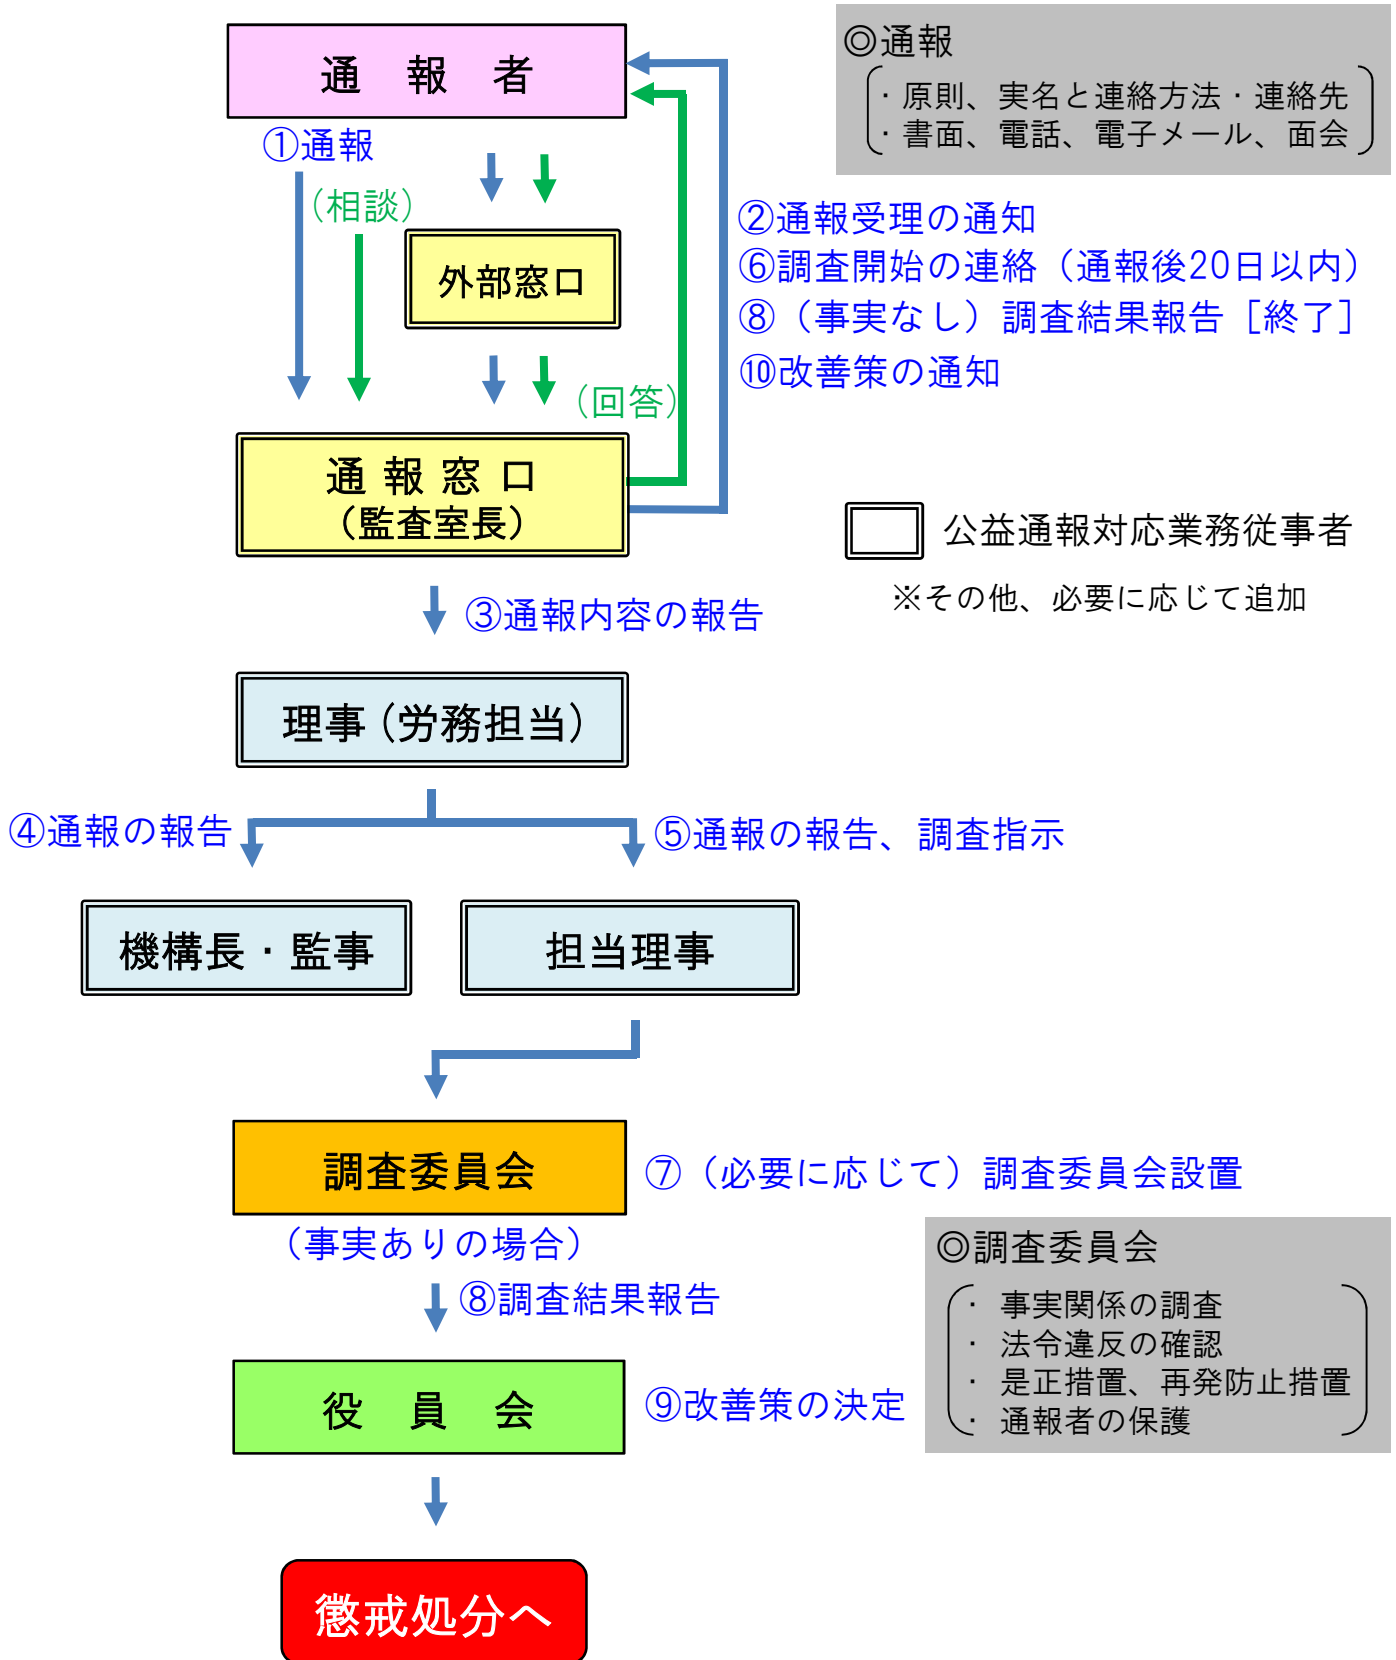 通 報 者
◎通報
・原則、実名と連絡方法・連絡先
・書面、電話、電子メール、面会
①通報
（相談）
外部窓口
②通報受理の通知
⑥調査開始の連絡（通報後20日以内）
⑧（事実なし）調査結果報告［終了］
⑩改善策の通知
（回答）
通報窓口
（監査室長）
公益通報対応業務従事者
※その他、必要に応じて追加
③通報内容の報告
理事（労務担当）
④通報の報告
⑤通報の報告、調査指示
機構長・監事
担当理事
調査委員会
⑦（必要に応じて）調査委員会設置
（事実ありの場合）
⑧調査結果報告
◎調査委員会
・ 事実関係の調査
・ 法令違反の確認
・ 是正措置、再発防止措置
・ 通報者の保護
役 員 会
⑨改善策の決定
懲戒処分へ